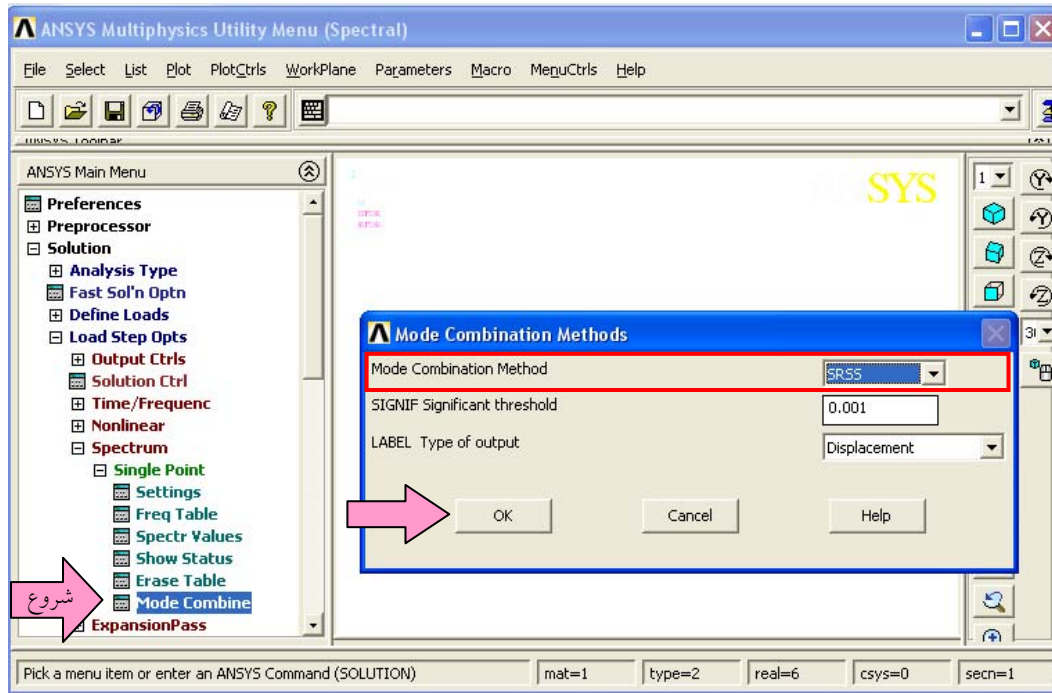 ANSYS Multiphysics Utility Menu (Spectral)
File Select List Plot PlotCtrls WorkPlane Parameters Macro MenuCtrls Help
ANSYS Main Menu
Preferences
Preprocessor
Solution
Analysis Type
Fast Sol'n Optn
Define Loads
Load Step Opts
Output Ctrls
Solution Ctrl
Time/Frequenc
Nonlinear
Spectrum
Single Point
Settings
Freq Table
Spectr Values
Show Status
Erase Table
شروع
Mode Combine
ExpansionPass
SYS
1
Mode Combination Methods
Mode Combination Method SRSS
SIGNIF Significant threshold 0.001
LABEL Type of output Displacement
OK Cancel Help
Pick a menu item or enter an ANSYS Command (SOLUTION) mat=1 type=2 real=6 csys=0 secn=1